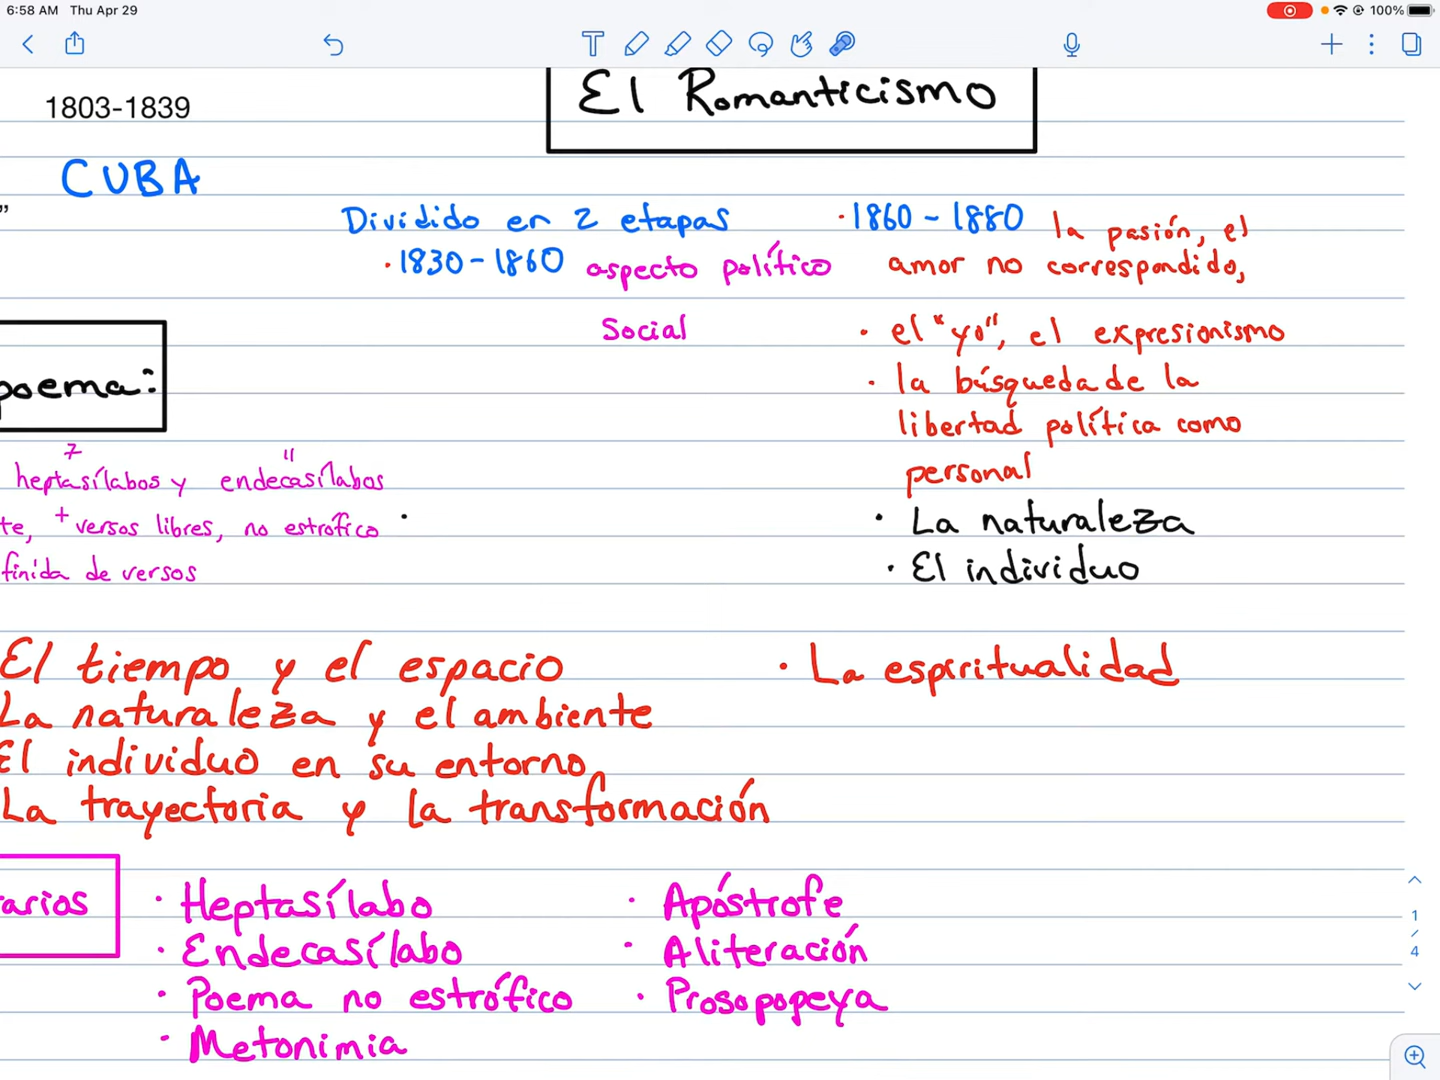 6:58 AM Thu Apr 29
100%
El Romanticismo
1803-1839
CUBA
”
Dividido en 2 etapas
·1830-1860 aspecto político
Social
·1860-1880 la pasión, el
amor no correspondido,
· el "yo", el expresionismo
· la búsqueda de la
libertad política como
personal
· La naturaleza
· El individuo
poema:
7 11
heptasílabos y endecasílabos
te, + versos libres, no estrófico ·
finida de versos
El tiempo y el espacio
La naturaleza y el ambiente
El individuo en su entorno
La trayectoria y la transformación
· La espiritualidad
arios
· Heptasílabo
· Endecasílabo
· Poema no estrófico
· Metonimia
· Apóstrofe
· Aliteración
· Prosopopeya
1
/
4